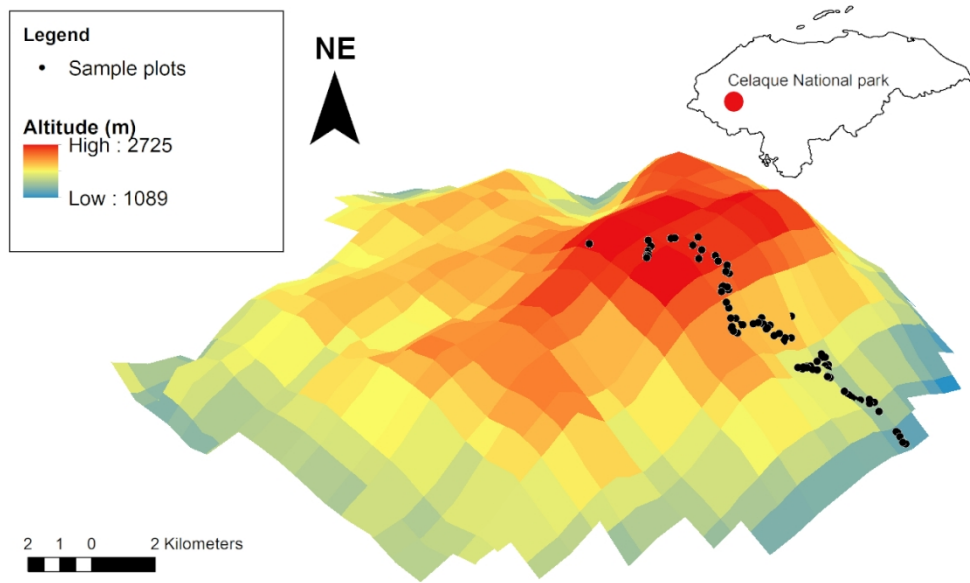 Legend
• Sample plots
Altitude (m)
High : 2725
Low : 1089
NE
Celaque National park
2 1 0 2 Kilometers